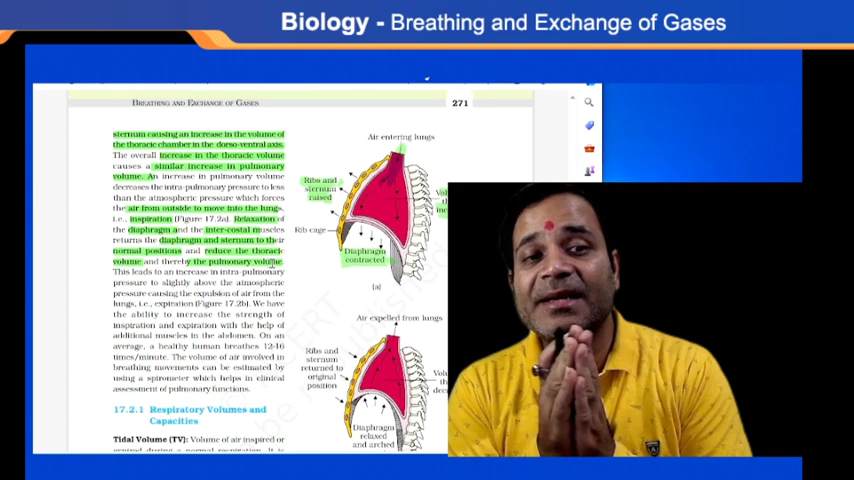 Biology - Breathing and Exchange of Gases
BREATHING AND EXCHANGE OF GASES
271
sternum causing an increase in the volume of
the thoracic chamber in the dorso-ventral axis.
The overall increase in the thoracic volume
causes a similar increase in pulmonary
volume. An increase in pulmonary volume
decreases the intra-pulmonary pressure to less
than the atmospheric pressure which forces
the air from outside to move into the lungs,
i.e., inspiration (Figure 17.2a). Relaxation of
the diaphragm and the inter-costal muscles
returns the diaphragm and sternum to their
normal positions and reduce the thoracic
volume and thereby the pulmonary volume.
This leads to an increase in intra-pulmonary
pressure to slightly above the atmospheric
pressure causing the expulsion of air from the
lungs, i.e., expiration (Figure 17.2b). We have
the ability to increase the strength of
inspiration and expiration with the help of
additional muscles in the abdomen. On an
average, a healthy human breathes 12-16
times/minute. The volume of air involved in
breathing movements can be estimated by
using a spirometer which helps in clinical
assessment of pulmonary functions.
17.2.1 Respiratory Volumes and
Capacities
Tidal Volume (TV): Volume of air inspired or
expired during a normal respiration. It is
Air entering lungs
Ribs and
sternum
raised
Rib cage
Diaphragm
contracted
(a)
Air expelled from lungs
Ribs and
sternum
returned to
original
position
Diaphragm
relaxed
and arched